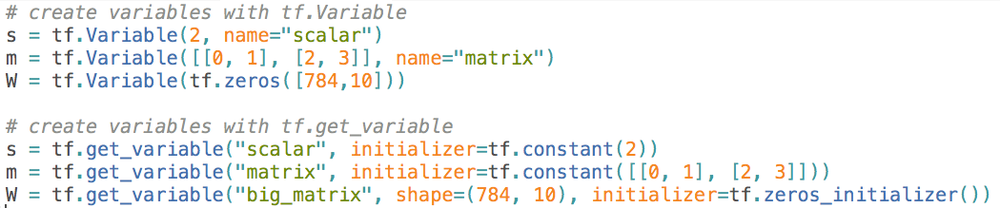 # create variables with tf.Variable
s = tf.Variable(2, name="scalar")
m = tf.Variable([[0, 1], [2, 3]], name="matrix")
W = tf.Variable(tf.zeros([784,10]))
# create variables with tf.get_variable
s = tf.get_variable("scalar", initializer=tf.constant(2))
m = tf.get_variable("matrix", initializer=tf.constant([[0, 1], [2, 3]]))
W = tf.get_variable("big_matrix", shape=(784, 10), initializer=tf.zeros_initializer())